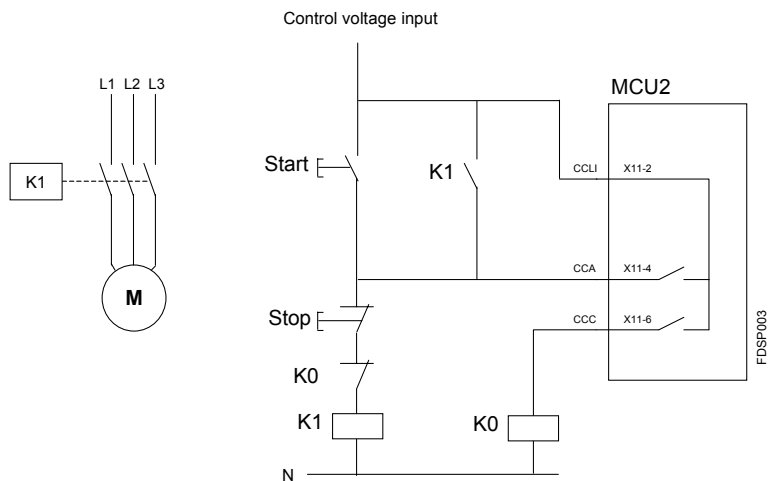 Control voltage input
L1 L2 L3
MCU2
Start
K1
CCLI X11-2
K1
M
CCA X11-4
Stop
CCC X11-6
FDSP003
K0
K1
K0
N